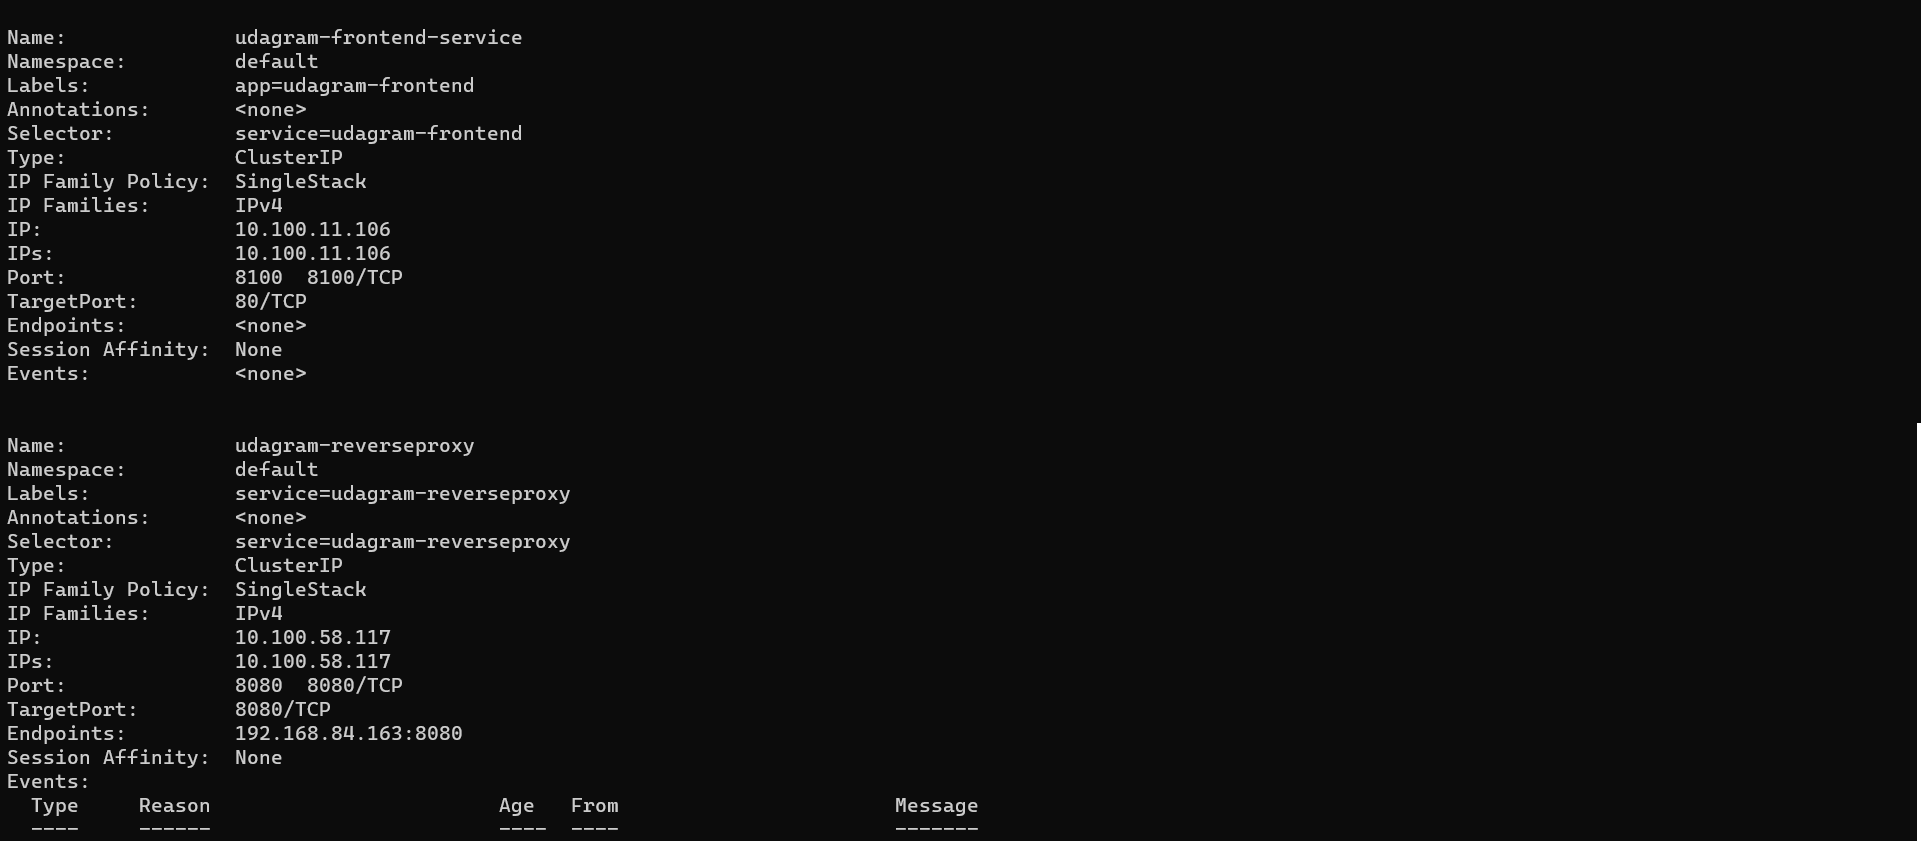 Name:              udagram-frontend-service
Namespace:         default
Labels:            app=udagram-frontend
Annotations:       <none>
Selector:          service=udagram-frontend
Type:              ClusterIP
IP Family Policy:  SingleStack
IP Families:       IPv4
IP:                10.100.11.106
IPs:               10.100.11.106
Port:              8100  8100/TCP
TargetPort:        80/TCP
Endpoints:         <none>
Session Affinity:  None
Events:            <none>
Name:              udagram-reverseproxy
Namespace:         default
Labels:            service=udagram-reverseproxy
Annotations:       <none>
Selector:          service=udagram-reverseproxy
Type:              ClusterIP
IP Family Policy:  SingleStack
IP Families:       IPv4
IP:                10.100.58.117
IPs:               10.100.58.117
Port:              8080  8080/TCP
TargetPort:        8080/TCP
Endpoints:         192.168.84.163:8080
Session Affinity:  None
Events:
  Type     Reason                        Age   From                       Message
  ----     ------                        ----  ----                       -------